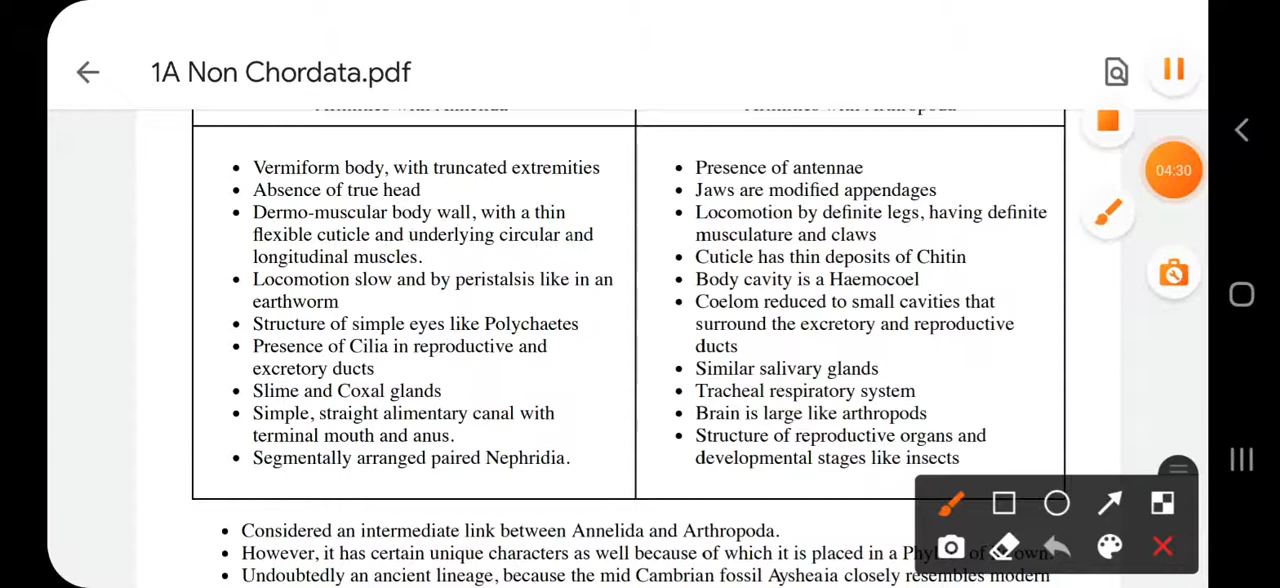 1A Non Chordata.pdf
04:30
• Vermiform body, with truncated extremities
• Absence of true head
• Dermo-muscular body wall, with a thin
flexible cuticle and underlying circular and
longitudinal muscles.
• Locomotion slow and by peristalsis like in an
earthworm
• Structure of simple eyes like Polychaetes
• Presence of Cilia in reproductive and
excretory ducts
• Slime and Coxal glands
• Simple, straight alimentary canal with
terminal mouth and anus.
• Segmentally arranged paired Nephridia.
• Presence of antennae
• Jaws are modified appendages
• Locomotion by definite legs, having definite
musculature and claws
• Cuticle has thin deposits of Chitin
• Body cavity is a Haemocoel
• Coelom reduced to small cavities that
surround the excretory and reproductive
ducts
• Similar salivary glands
• Tracheal respiratory system
• Brain is large like arthropods
• Structure of reproductive organs and
developmental stages like insects
• Considered an intermediate link between Annelida and Arthropoda.
• However, it has certain unique characters as well because of which it is placed in a
• Undoubtedly an ancient lineage, because the mid Cambrian fossil Aysheaia closely resembles modern